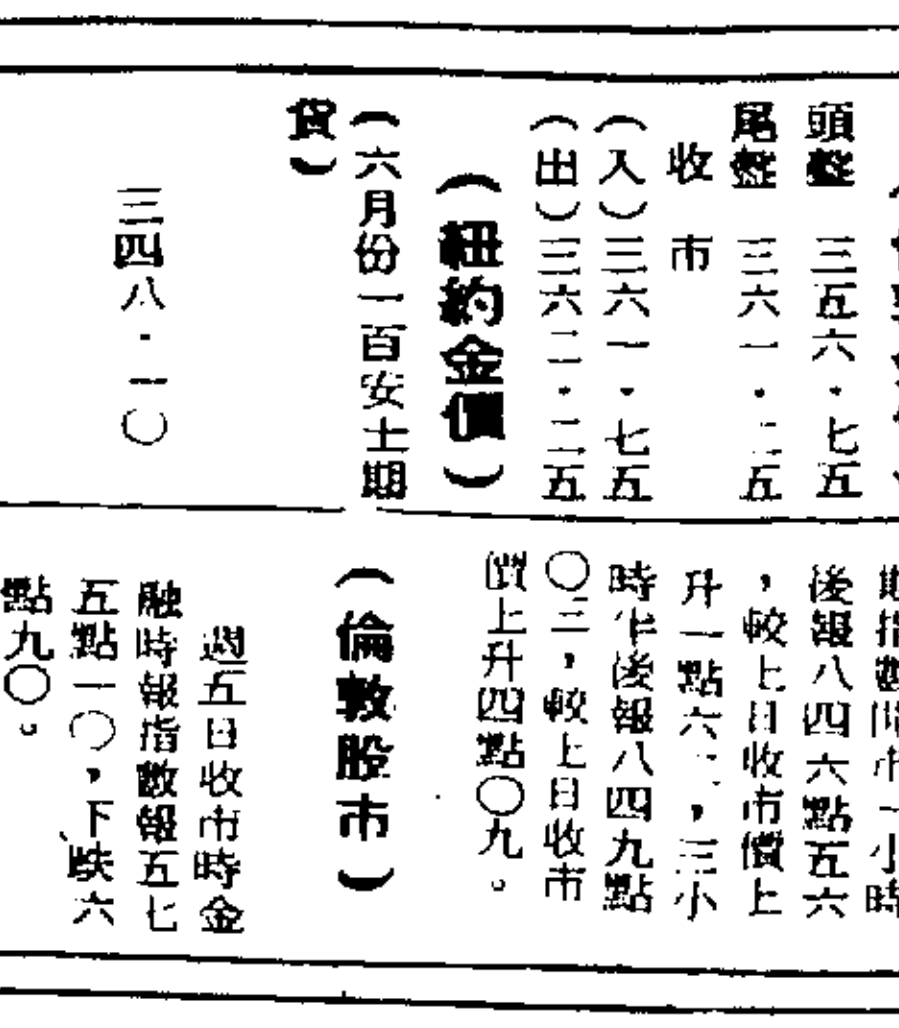 頭盤　三五六・七五
尾盤　三六一・二五
收市
（入）三六一・七五
（出）三六二・二五
（紐約金價）
（六月份一百安士期
貨）
三四八・一〇
後報八四六點五六
，較上日收市價上
升一點六二，三小
時半後報八四九點
〇三，較上日收市
價上升四點〇九。
（倫敦股市）
週五日收市時金
融時報指數報五七
五點一〇，下跌六
點九〇。